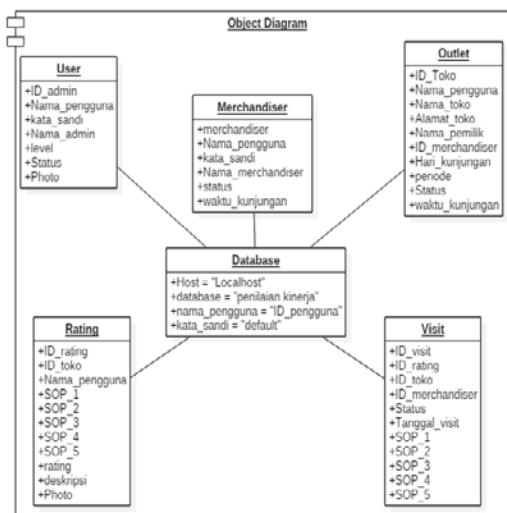 Object Diagram
User
+ID_admin
+Nama_pengguna
+kata_sandi
+Nama_admin
+level
+Status
+Photo
Merchandiser
+merchandiser
+Nama_pengguna
+kata_sandi
+Nama_merchandiser
+status
+waktu_kunjungan
Outlet
+ID_Toko
+Nama_pengguna
+Nama_toko
+Alamat_toko
+Nama_pemilik
+ID_merchandiser
+Hari_kunjungan
+periode
+Status
+waktu_kunjungan
Database
+Host = "Localhost"
+database = "penilaian kinerja"
+nama_pengguna = "ID_pengguna"
+kata_sandi = "default"
Rating
+ID_rating
+ID_toko
+Nama_pengguna
+SOP_1
+SOP_2
+SOP_3
+SOP_4
+SOP_5
+rating
+deskripsi
+Photo
Visit
+ID_visit
+ID_rating
+ID_toko
+ID_merchandiser
+Status
+Tanggal_visit
+SOP_1
+SOP_2
+SOP_3
+SOP_4
+SOP_5